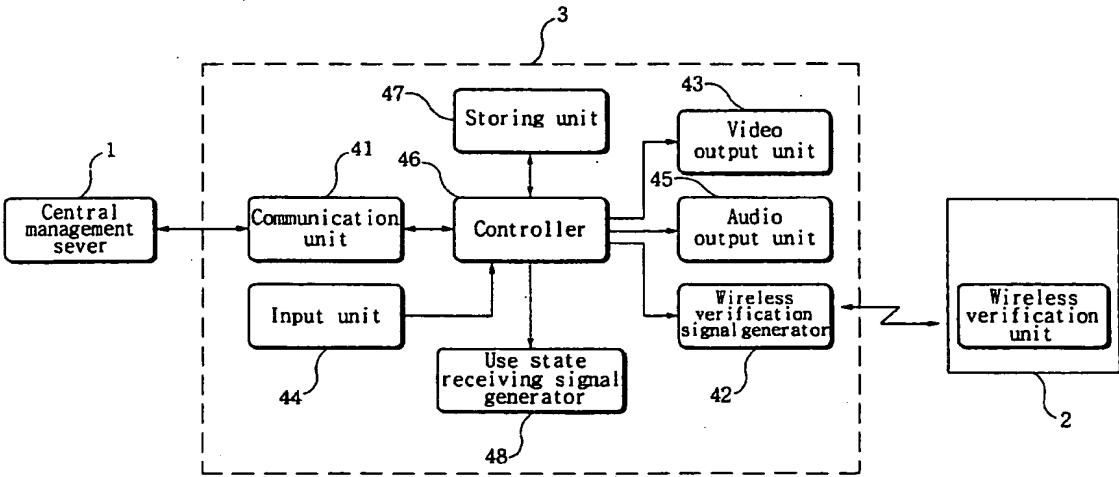 3
47
Storing unit
43
Video
output unit
1
Central
management
sever
41
Communication
unit
46
Controller
45
Audio
output unit
Input unit
44
Use state
receiving signal
generator
48
Wireless
verification
signal generator
42
Wireless
verification
unit
2